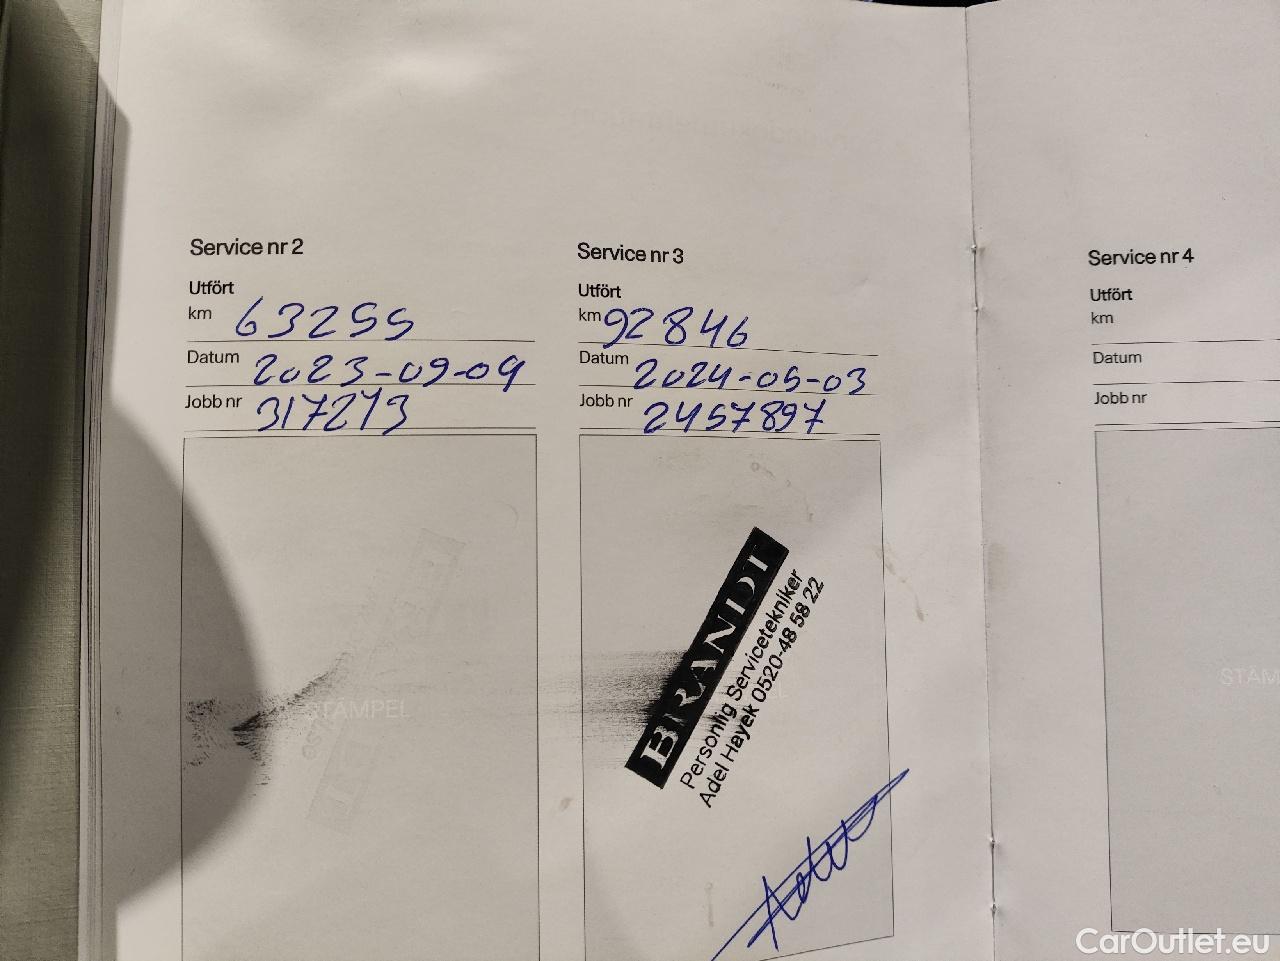 Service nr 2
Utfört
km 63255
Datum 2023-09-09
Jobb nr 317213
STÄMPEL
Service nr 3
Utfört
km 92846
Datum 2024-05-03
Jobb nr 2457897
BRANDT
Personlig Servicetekniker
Adel Hayek 0520-48 58 22
Service nr 4
Utfört
km
Datum
Jobb nr
STÄM
CarOutlet.eu